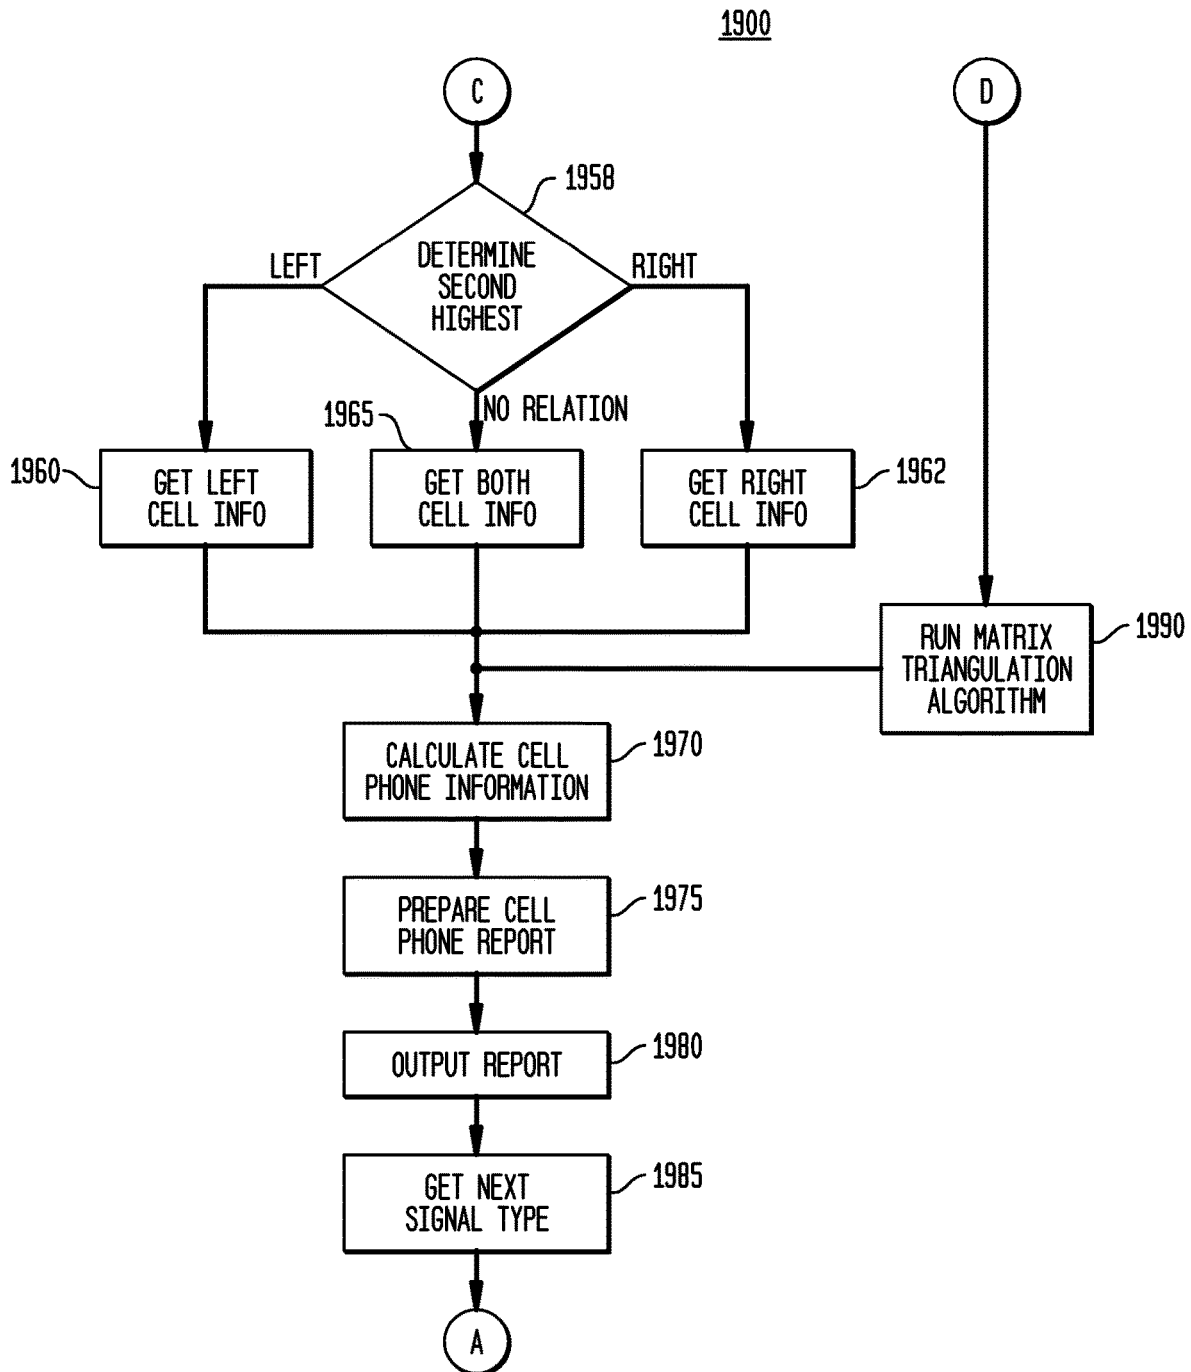 1900
C
D
1958
LEFT
DETERMINE
SECOND
HIGHEST
RIGHT
NO RELATION
1965
1960
GET LEFT
CELL INFO
GET BOTH
CELL INFO
GET RIGHT
CELL INFO
1962
RUN MATRIX
TRIANGULATION
ALGORITHM
1990
CALCULATE CELL
PHONE INFORMATION
1970
PREPARE CELL
PHONE REPORT
1975
OUTPUT REPORT
1980
GET NEXT
SIGNAL TYPE
1985
A